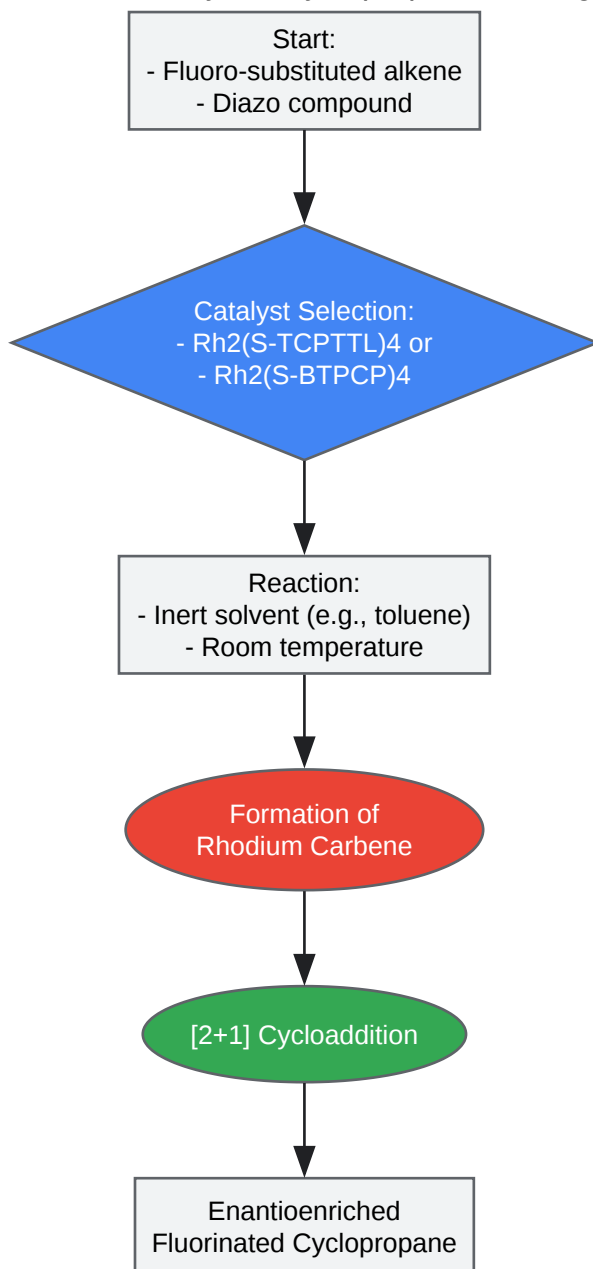 Start:
- Fluoro-substituted alkene
- Diazo compound
Catalyst Selection:
- Rh2(S-TCPTTL)4 or
- Rh2(S-BTPCP)4
Reaction:
- Inert solvent (e.g., toluene)
- Room temperature
Formation of
Rhodium Carbene
[2+1] Cycloaddition
Enantioenriched
Fluorinated Cyclopropane